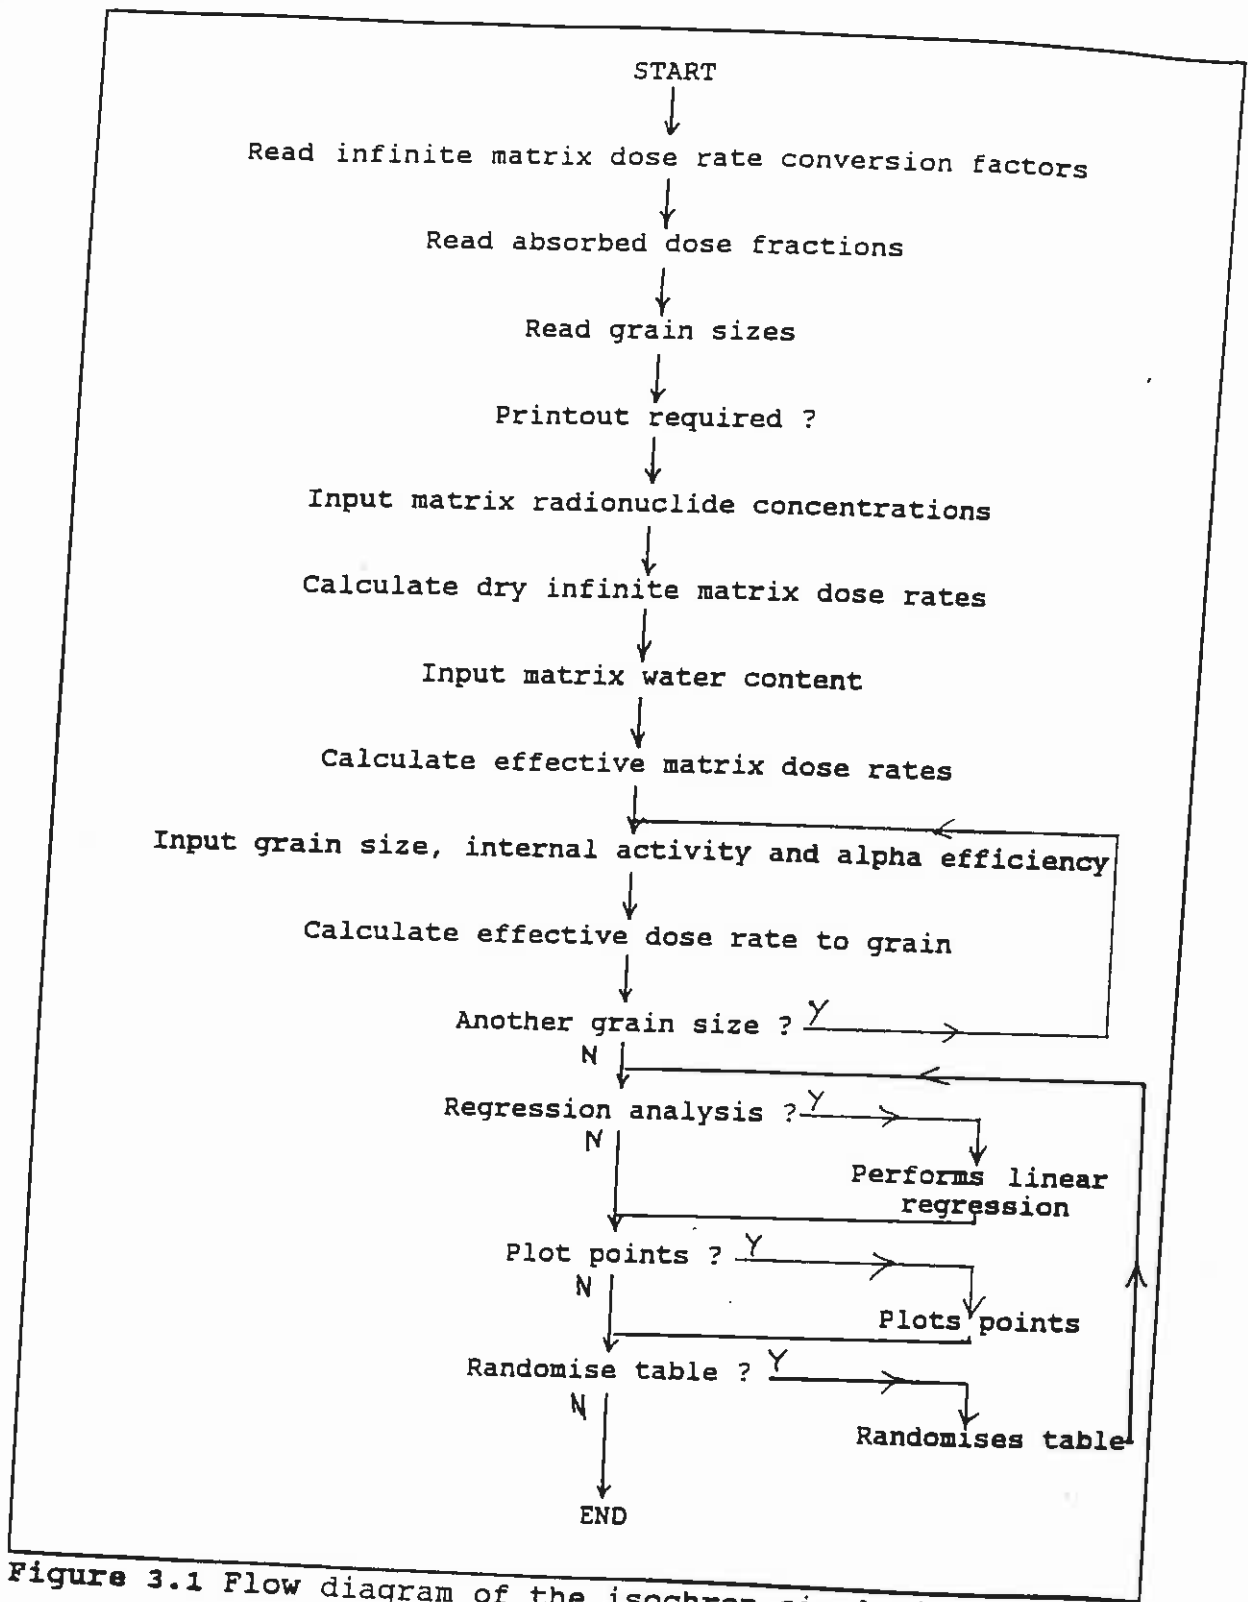 START
Read infinite matrix dose rate conversion factors
Read absorbed dose fractions
Read grain sizes
Printout required ?
Input matrix radionuclide concentrations
Calculate dry infinite matrix dose rates
Input matrix water content
Calculate effective matrix dose rates
Input grain size, internal activity and alpha efficiency
Calculate effective dose rate to grain
Another grain size ? Y
N
Regression analysis ? Y
N
Performs linear
regression
Plot points ? Y
N
Plots points
Randomise table ? Y
N
Randomises table
END
Figure 3.1 Flow diagram of the isochron